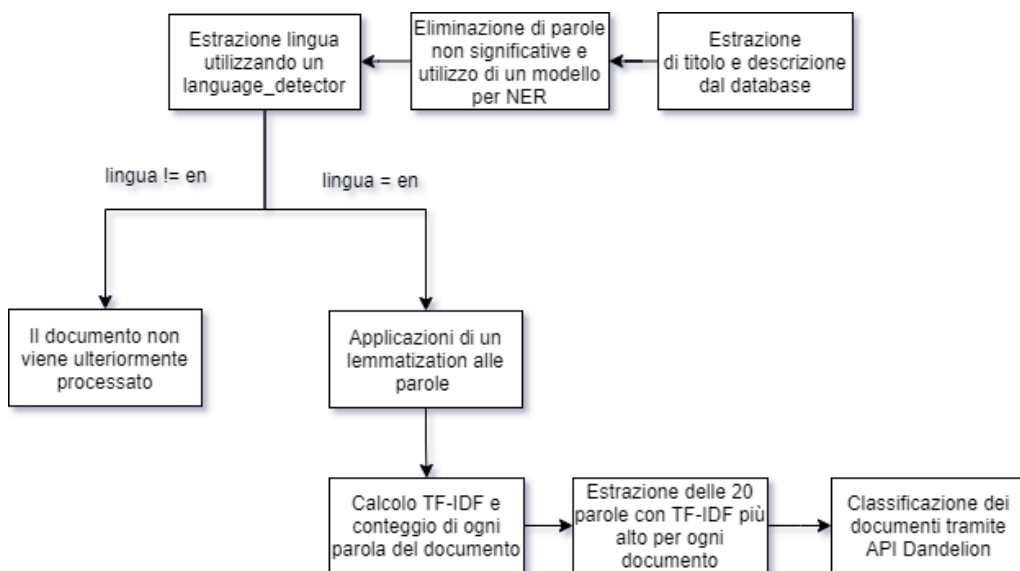 Estrazione lingua
utilizzando un
language_detector
Eliminazione di parole
non significative e
utilizzo di un modello
per NER
Estrazione
di titolo e descrizione
dal database
lingua != en
lingua = en
Il documento non
viene ulteriormente
processato
Applicazioni di un
lemmatization alle
parole
Calcolo TF-IDF e
conteggio di ogni
parola del documento
Estrazione delle 20
parole con TF-IDF più
alto per ogni
documento
Classificazione dei
documenti tramite
API Dandelion